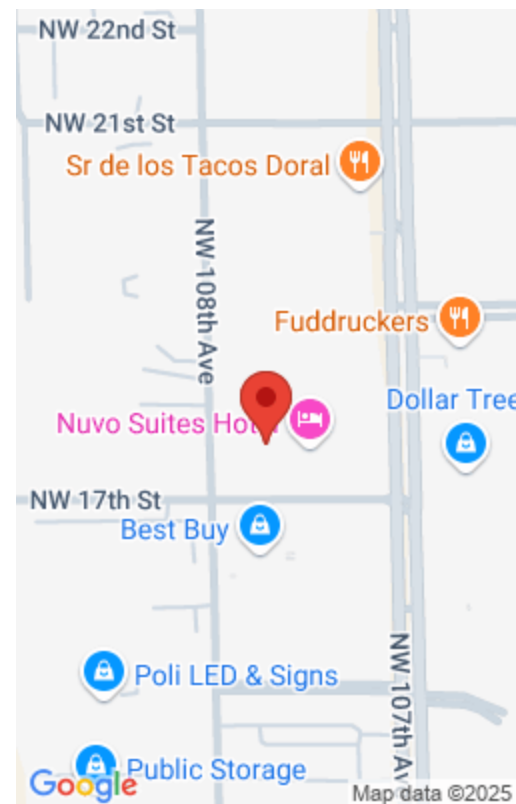 NW 22nd St
NW 21st St
Sr de los Tacos Doral
NW 108th Ave
Fuddruckers
Dollar Tree
Nuvo Suites Hot
NW 17th St
Best Buy
NW 107th Av
Poli LED & Signs
Public Storage
Google
Map data ©2025